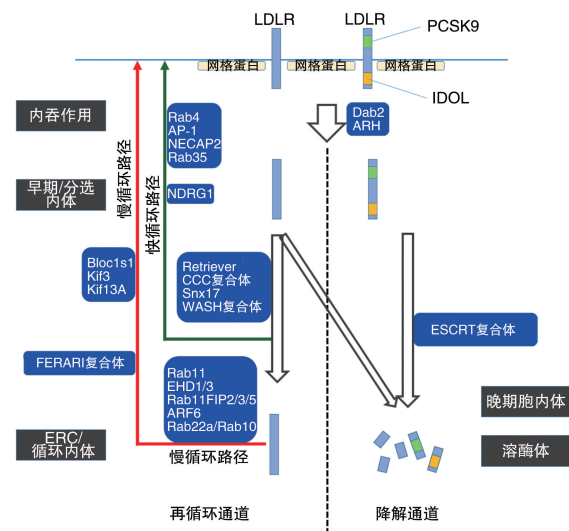 LDLR
LDLR
PCSK9
网格蛋白
网格蛋白
网格蛋白
IDOL
内吞作用
Rab4
AP-1
NECAP2
Rab35
Dab2
ARH
慢循环路径
快循环路径
早期/分选
内体
NDRG1
Bloc1s1
Kif3
Kif13A
Retriever
CCC复合体
Snx17
WASH复合体
ESCRT复合体
FERARI复合体
Rab11
EHD1/3
Rab11FIP2/3/5
ARF6
Rab22a/Rab10
晚期胞内体
ERC/
循环内体
慢循环路径
溶酶体
再循环通道
降解通道